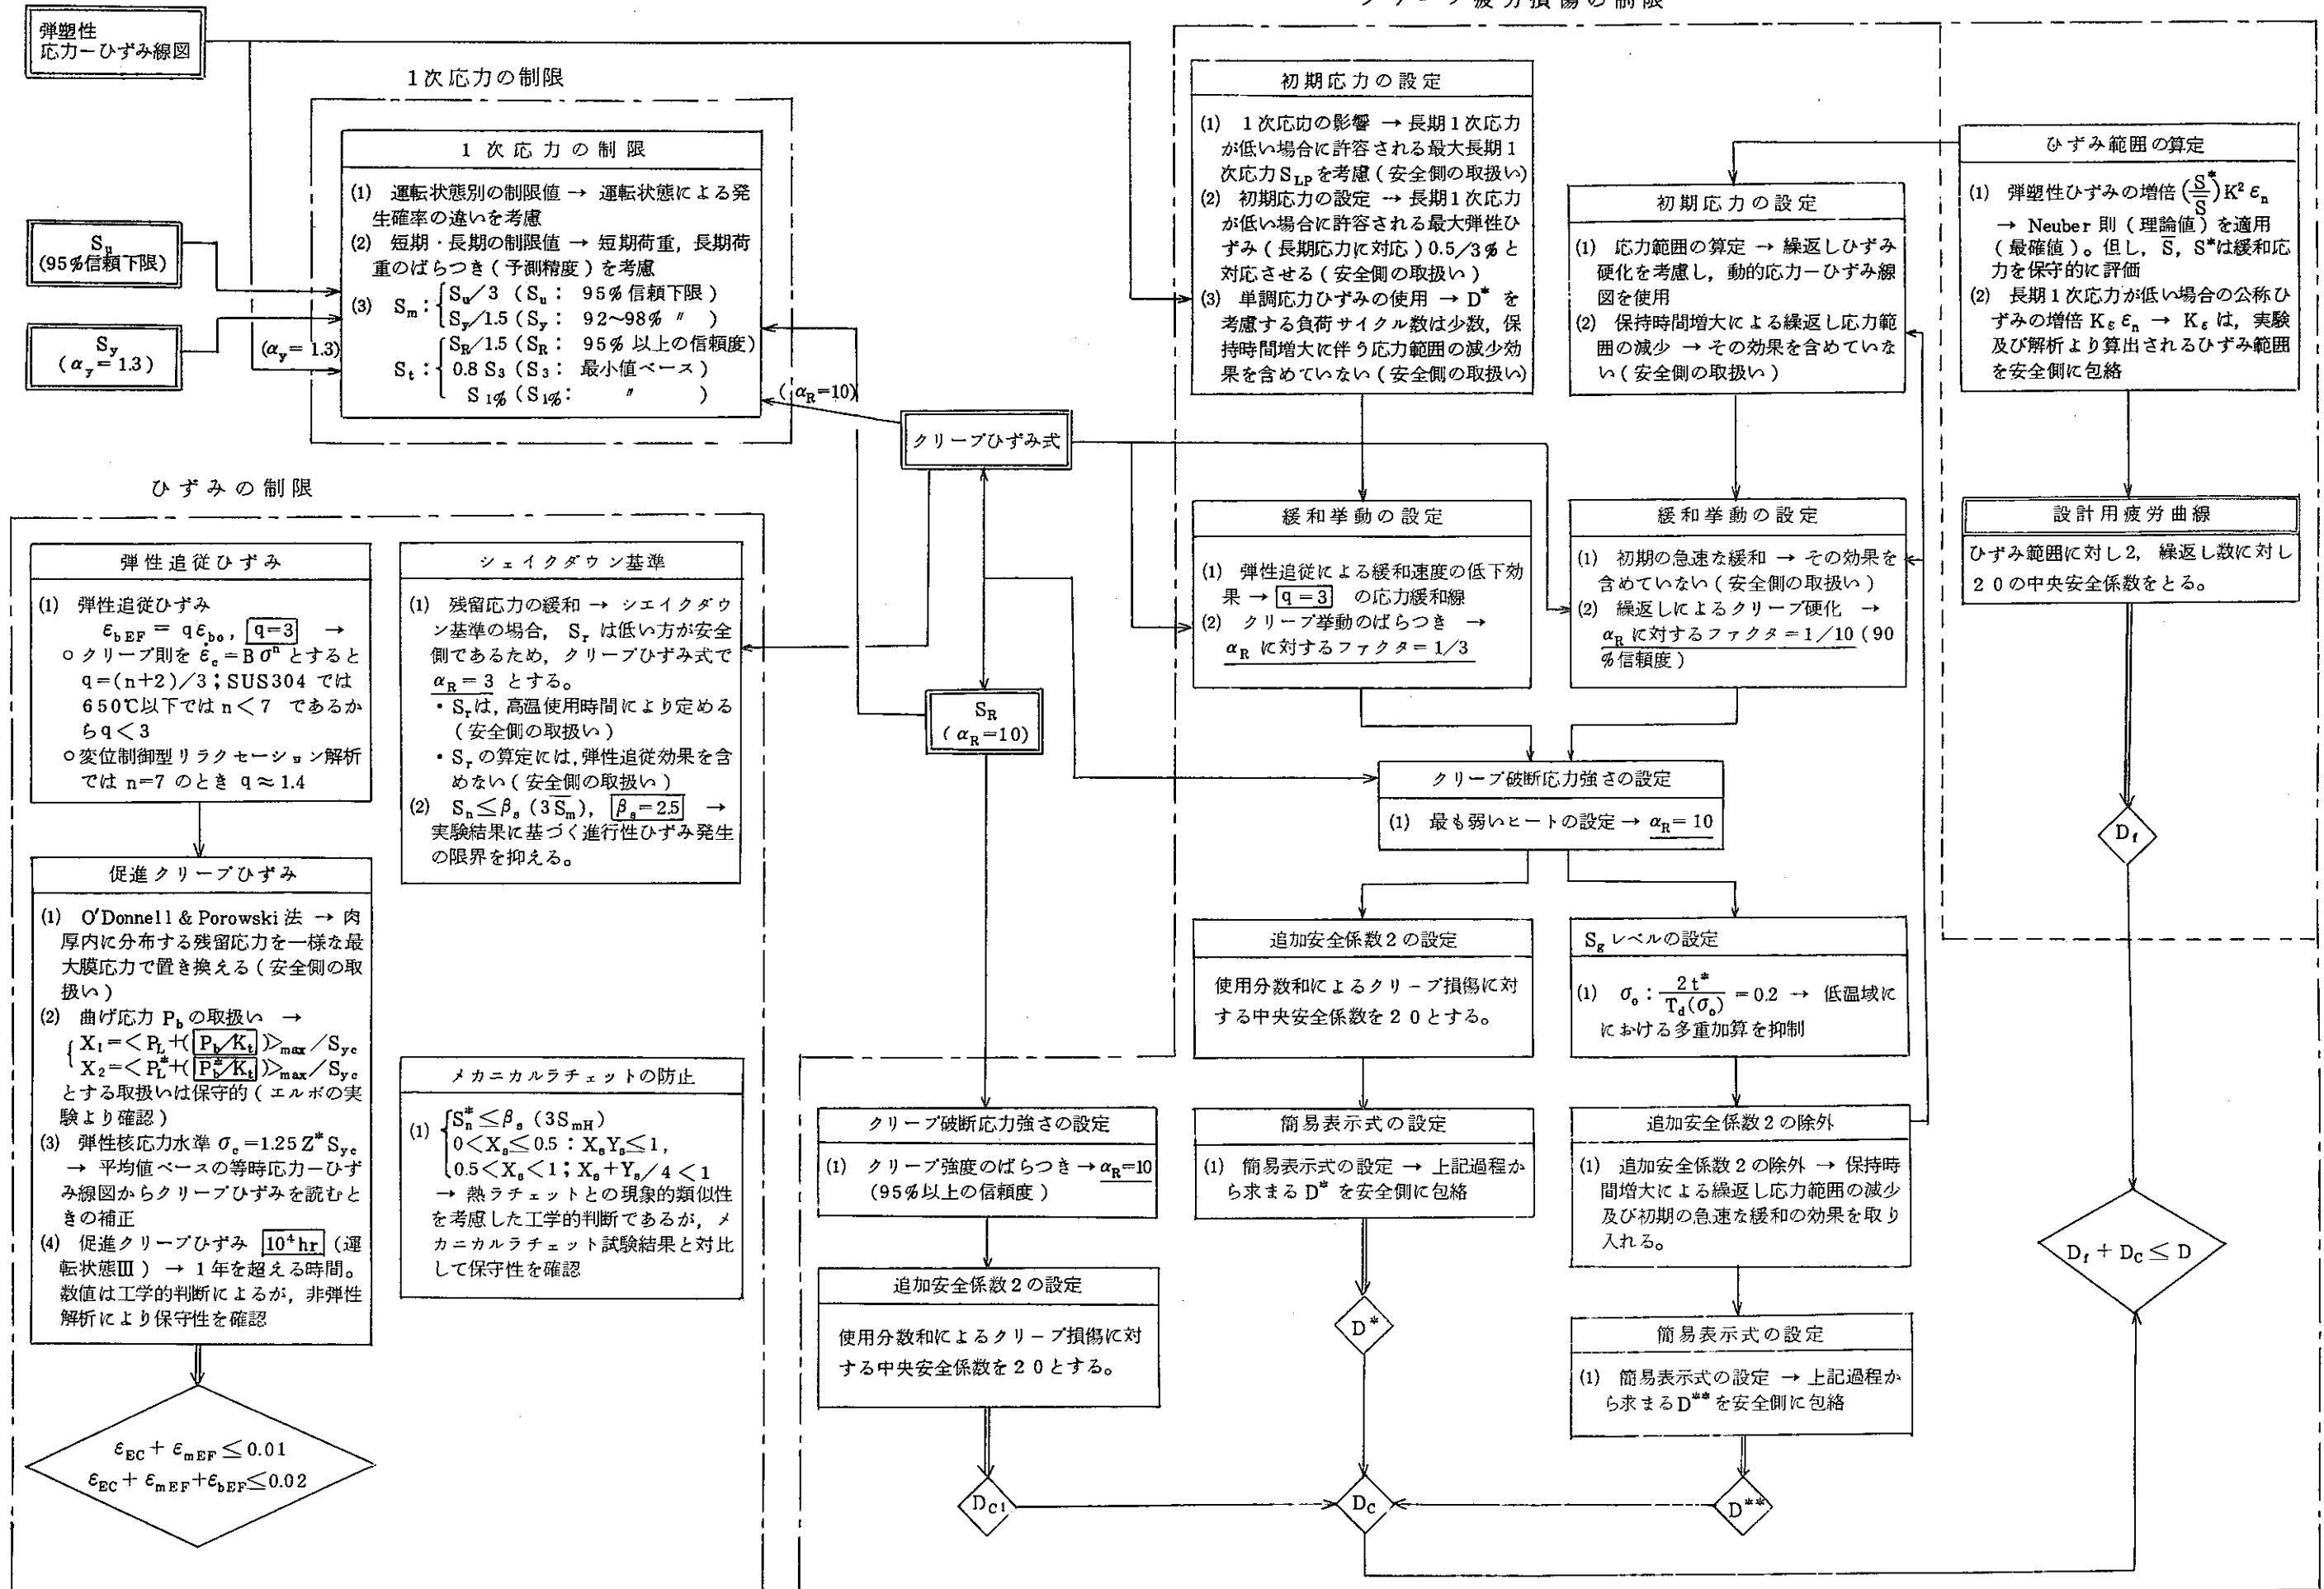 クリープ疲労損傷の制限
弾塑性
応力ーひずみ線図
1次応力の制限
1次応力の制限
(1) 運転状態別の制限値 → 運転状態による発
生確率の違いを考慮
(2) 短期・長期の制限値 → 短期荷重, 長期荷
重のばらつき(予測精度)を考慮
(3) Sm: Su/3 (Su: 95%信頼下限)
Sy/1.5 (Sy: 92~98% 〃 )
St: SR/1.5 (SR: 95%以上の信頼度)
0.8 S3 (S3: 最小値ベース)
S1% (S1%: 〃 )
Su
(95%信頼下限)
Sy
(αy=1.3)
(αy=1.3)
(αR=10)
クリープひずみ式
SR
(αR=10)
ひずみの制限
弾性追従ひずみ
(1) 弾性追従ひずみ
εbEF = qεbo, q=3 →
○クリープ則を ε̇c=Bσⁿとすると
q=(n+2)/3;SUS304 では
650℃以下では n<7 であるか
らq<3
○変位制御型リラクセーション解析
では n=7 のとき q≈1.4
促進クリープひずみ
(1) O'Donnell & Porowski 法 → 肉
厚内に分布する残留応力を一様な最
大膜応力で置き換える(安全側の取
扱い)
(2) 曲げ応力 Pb の取扱い →
X1=<PL+(Pb/Kt)>max/Syc
X2=<PL*+(Pb*/Kt)>max/Syc
とする取扱いは保守的(エルボの実
験より確認)
(3) 弾性核応力水準 σc=1.25 Z* Syc
→ 平均値ベースの等時応力ーひず
み線図からクリープひずみを読むと
きの補正
(4) 促進クリープひずみ 10⁴hr (運
転状態Ⅲ) → 1年を超える時間。
数値は工学的判断によるが, 非弾性
解析により保守性を確認
εEC + εmEF ≤ 0.01
εEC + εmEF + εbEF ≤ 0.02
シェイクダウン基準
(1) 残留応力の緩和 → シエイクダウ
ン基準の場合, Sr は低い方が安全
側であるため, クリープひずみ式で
αR = 3 とする。
・Srは, 高温使用時間により定める
(安全側の取扱い)
・Srの算定には, 弾性追従効果を含
めない(安全側の取扱い)
(2) Sn≤βs (3S̄m), βs=2.5 →
実験結果に基づく進行性ひずみ発生
の限界を抑える。
メカニカルラチェットの防止
(1) Sn*≤βs (3SmH)
0<Xs≤0.5 : XsYs≤1,
0.5<Xs<1 ; Xs+Ys/4<1
→ 熱ラチェットとの現象的類似性
を考慮した工学的判断であるが, メ
カニカルラチェット試験結果と対比
して保守性を確認
初期応力の設定
(1) 1次応力の影響 → 長期1次応力
が低い場合に許容される最大長期1
次応力SLPを考慮(安全側の取扱い)
(2) 初期応力の設定 → 長期1次応力
が低い場合に許容される最大弾性ひ
ずみ(長期応力に対応)0.5/3%と
対応させる(安全側の取扱い)
(3) 単調応力ひずみの使用 → D* を
考慮する負荷サイクル数は少数, 保
持時間増大に伴う応力範囲の減少効
果を含めていない(安全側の取扱い)
初期応力の設定
(1) 応力範囲の算定 → 繰返しひずみ
硬化を考慮し, 動的応力ーひずみ線
図を使用
(2) 保持時間増大による繰返し応力範
囲の減少 → その効果を含めていな
い(安全側の取扱い)
ひずみ範囲の算定
(1) 弾塑性ひずみの増倍 (S*/S̄)K²εn
→ Neuber 則(理論値)を適用
(最確値)。但し, S̄, S*は緩和応
力を保守的に評価
(2) 長期1次応力が低い場合の公称ひ
ずみの増倍 Kεεn → Kεは, 実験
及び解析より算出されるひずみ範囲
を安全側に包絡
緩和挙動の設定
(1) 弾性追従による緩和速度の低下効
果 → q=3 の応力緩和線
(2) クリープ挙動のばらつき →
αR に対するファクタ=1/3
緩和挙動の設定
(1) 初期の急速な緩和 → その効果を
含めていない(安全側の取扱い)
(2) 繰返しによるクリープ硬化 →
αR に対するファクタ=1/10(90
%信頼度)
設計用疲労曲線
ひずみ範囲に対し2, 繰返し数に対し
20の中央安全係数をとる。
クリープ破断応力強さの設定
(1) 最も弱いヒートの設定 → αR=10
Df
追加安全係数2の設定
使用分数和によるクリープ損傷に対
する中央安全係数を20とする。
Sgレベルの設定
(1) σo: 2t*/Td(σo) = 0.2 → 低温域に
における多重加算を抑制
クリープ破断応力強さの設定
(1) クリープ強度のばらつき → αR=10
(95%以上の信頼度)
簡易表示式の設定
(1) 簡易表示式の設定 → 上記過程か
ら求まる D* を安全側に包絡
追加安全係数2の除外
(1) 追加安全係数2の除外 → 保持時
間増大による繰返し応力範囲の減少
及び初期の急速な緩和の効果を取り
入れる。
Df + DC ≤ D
追加安全係数2の設定
使用分数和によるクリープ損傷に対
する中央安全係数を20とする。
D*
簡易表示式の設定
(1) 簡易表示式の設定 → 上記過程か
ら求まるD**を安全側に包絡
DC1
DC
D**